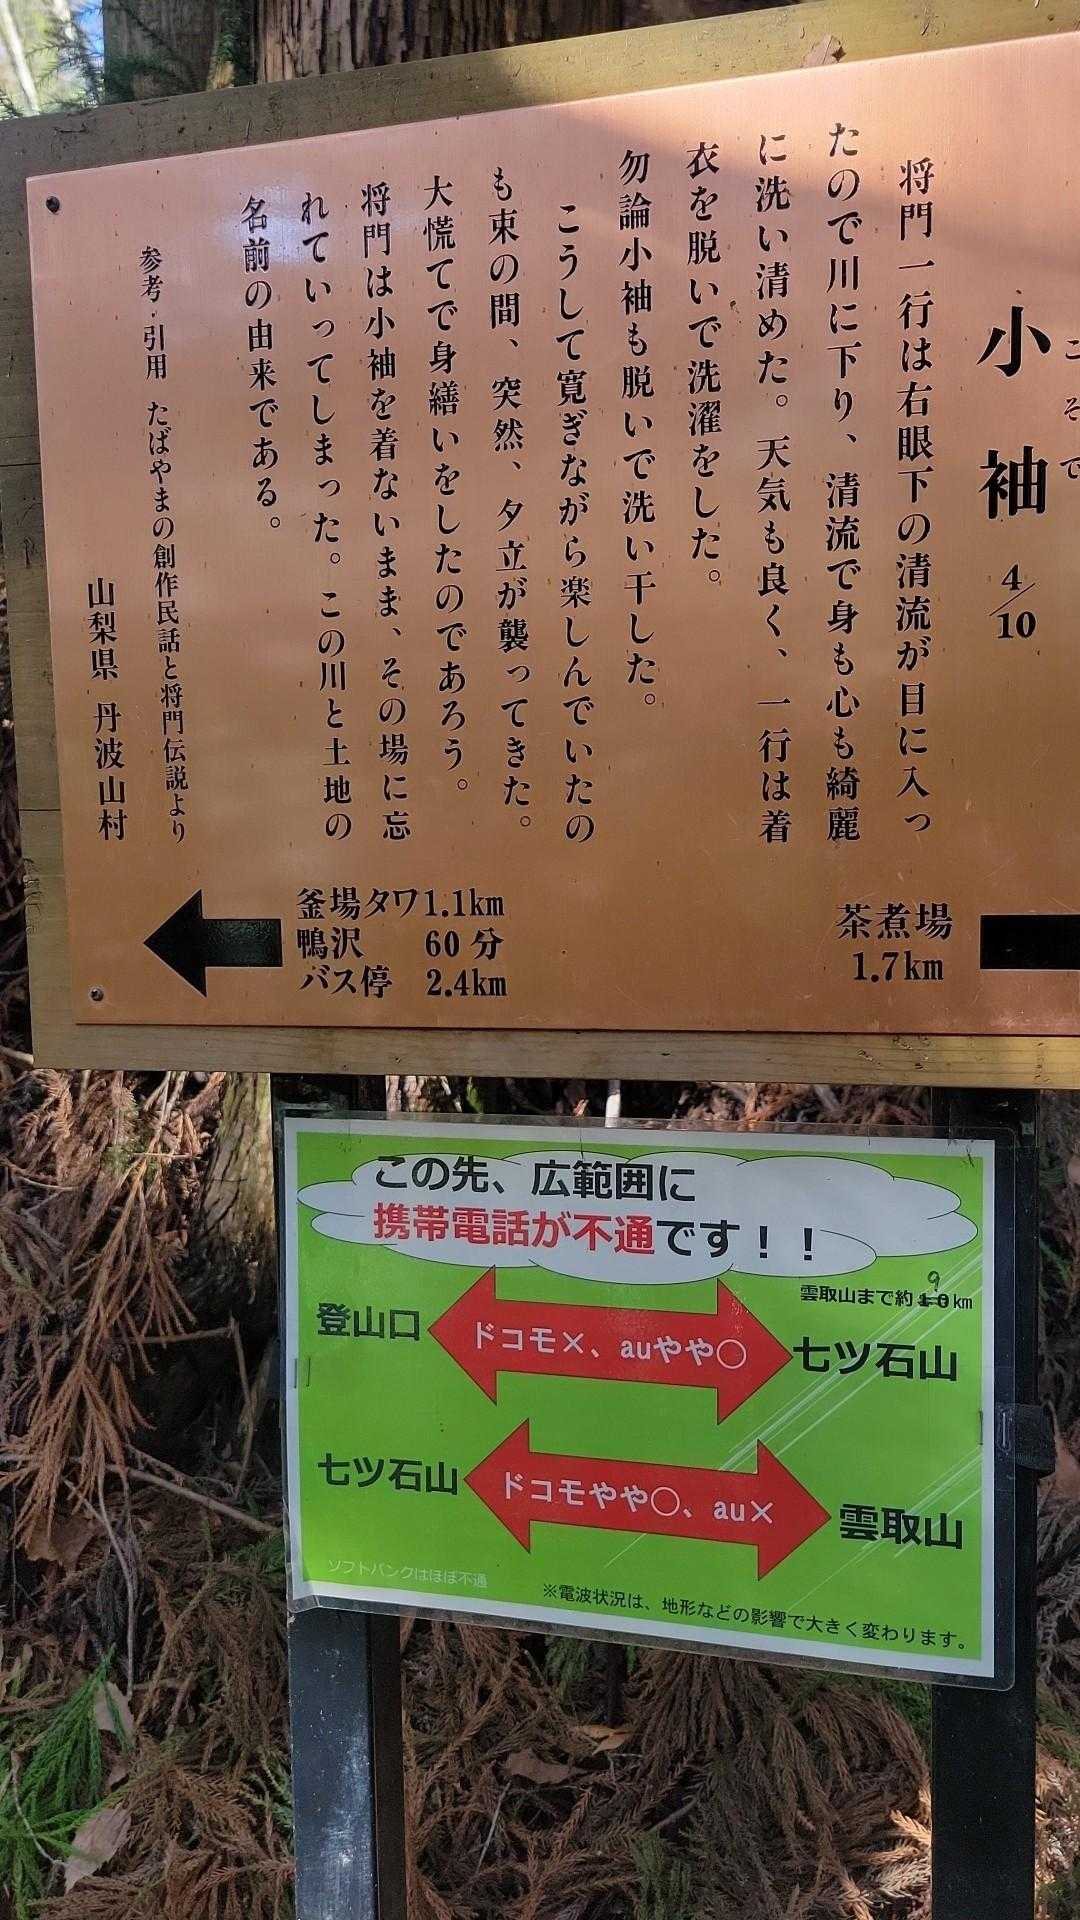 こそで
小袖 4/10
将門一行は右眼下の清流が目に入っ
たので川に下り、清流で身も心も綺麗
に洗い清めた。天気も良く、一行は着
衣を脱いで洗濯をした。
勿論小袖も脱いで洗い干した。
こうして寛ぎながら楽しんでいたの
も束の間、突然、夕立が襲ってきた。
大慌てで身繕いをしたのであろう。
将門は小袖を着ないまま、その場に忘
れていってしまった。この川と土地の
名前の由来である。
参考・引用 たばやまの創作民話と将門伝説より
山梨県 丹波山村
釜場タワ1.1km
鴨沢 60分
バス停 2.4km
茶煮場
1.7km
この先、広範囲に
携帯電話が不通です！！
雲取山まで約10km
9
登山口
ドコモ×、auやや○
七ツ石山
七ツ石山
ドコモやや○、au×
雲取山
ソフトバンクはほぼ不通
※電波状況は、地形などの影響で大きく変わります。